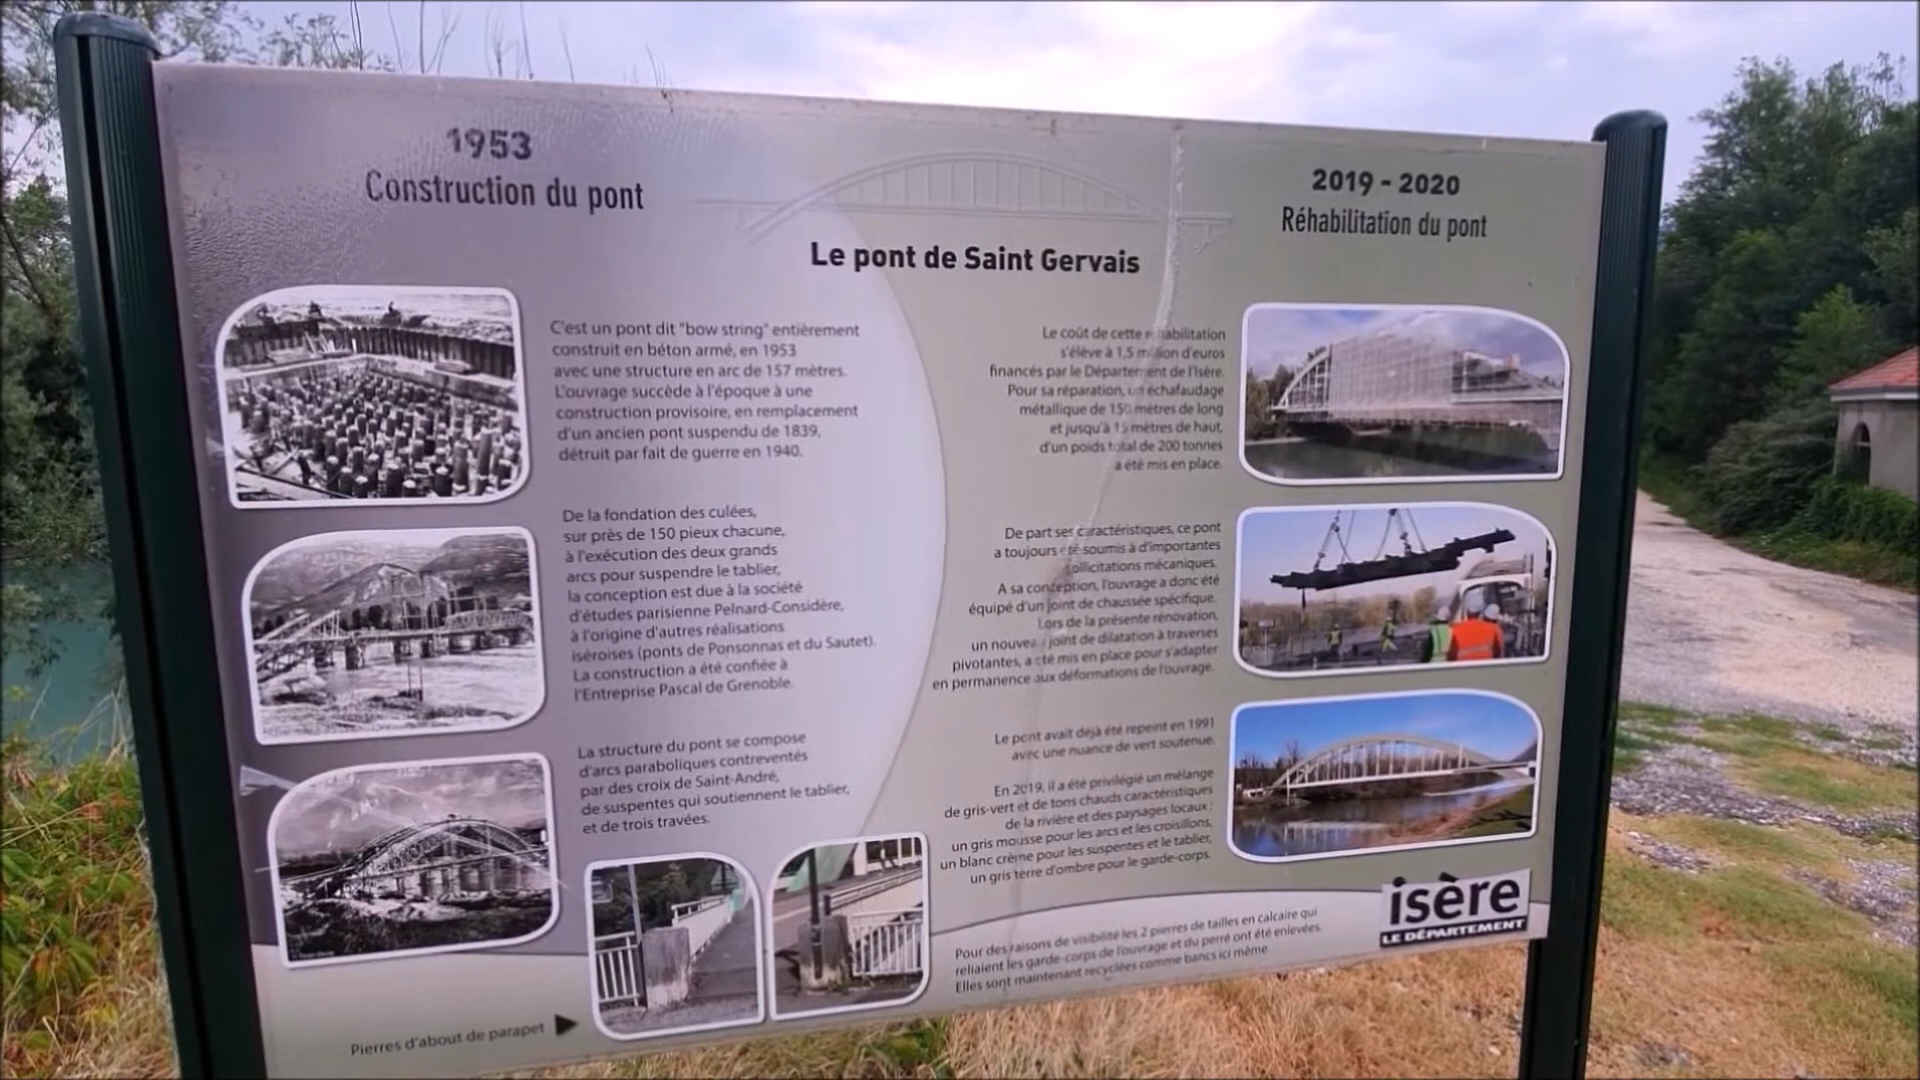 1953
Construction du pont
2019 - 2020
Réhabilitation du pont
Le pont de Saint Gervais
C'est un pont dit "bow string" entièrement
construit en béton armé, en 1953
avec une structure en arc de 157 mètres.
L'ouvrage succède à l'époque à une
construction provisoire, en remplacement
d'un ancien pont suspendu de 1839,
détruit par fait de guerre en 1940.
De la fondation des culées,
sur près de 150 pieux chacune,
à l'exécution des deux grands
arcs pour suspendre le tablier,
la conception est due à la société
d'études parisienne Pelnard-Considère,
à l'origine d'autres réalisations
iséroises (ponts de Ponsonnas et du Sautet).
La construction a été confiée à
l'Entreprise Pascal de Grenoble.
La structure du pont se compose
d'arcs paraboliques contreventés
par des croix de Saint-André,
de suspentes qui soutiennent le tablier,
et de trois travées.
Pierres d'about de parapet
Le coût de cette réhabilitation
s'élève à 1,5 million d'euros
financés par le Département de l'Isère.
Pour sa réparation, un échafaudage
métallique de 150 mètres de long
et jusqu'à 15 mètres de haut,
d'un poids total de 200 tonnes
a été mis en place.
De part ses caractéristiques, ce pont
a toujours été soumis à d'importantes
sollicitations mécaniques.
A sa conception, l'ouvrage a donc été
équipé d'un joint de chaussée spécifique.
Lors de la présente rénovation,
un nouveau joint de dilatation à traverses
pivotantes, a été mis en place pour s'adapter
en permanence aux déformations de l'ouvrage.
Le pont avait déjà été repeint en 1991
avec une nuance de vert soutenue.
En 2019, il a été privilégié un mélange
de gris-vert et de tons chauds caractéristiques
de la rivière et des paysages locaux :
un gris mousse pour les arcs et les croisillons,
un blanc crème pour les suspentes et le tablier,
un gris terre d'ombre pour le garde-corps.
Pour des raisons de visibilité les 2 pierres de tailles en calcaire qui
reliaient les garde-corps de l'ouvrage et du perré ont été enlevées.
Elles sont maintenant recyclées comme bancs ici même.
isère
LE DÉPARTEMENT